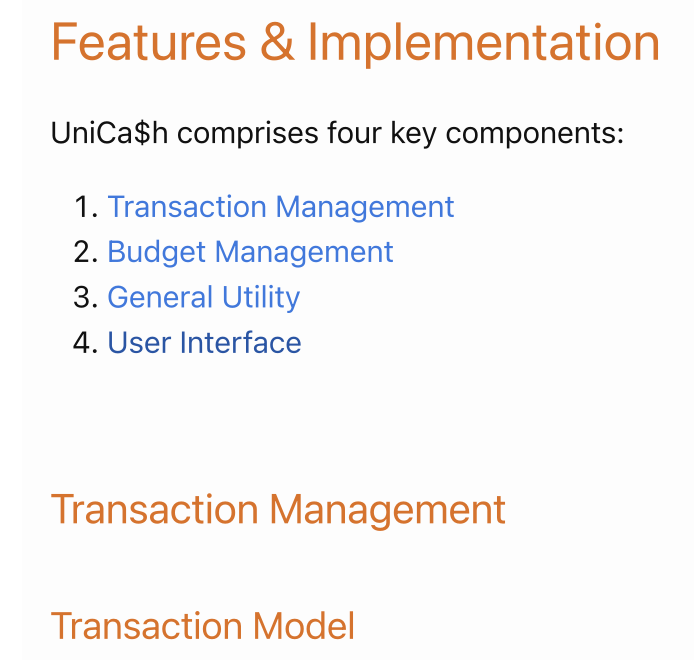 Features & Implementation
UniCa$h comprises four key components:
1. Transaction Management
2. Budget Management
3. General Utility
4. User Interface
Transaction Management
Transaction Model